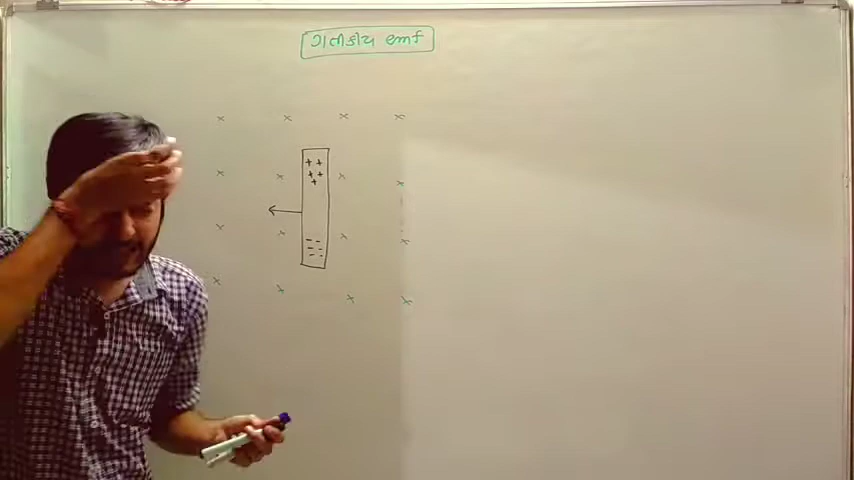 ગતીકીય emf
× × × ×
+ +
× × + + × ×
+
× × - - × ×
- -
- -
× × × ×